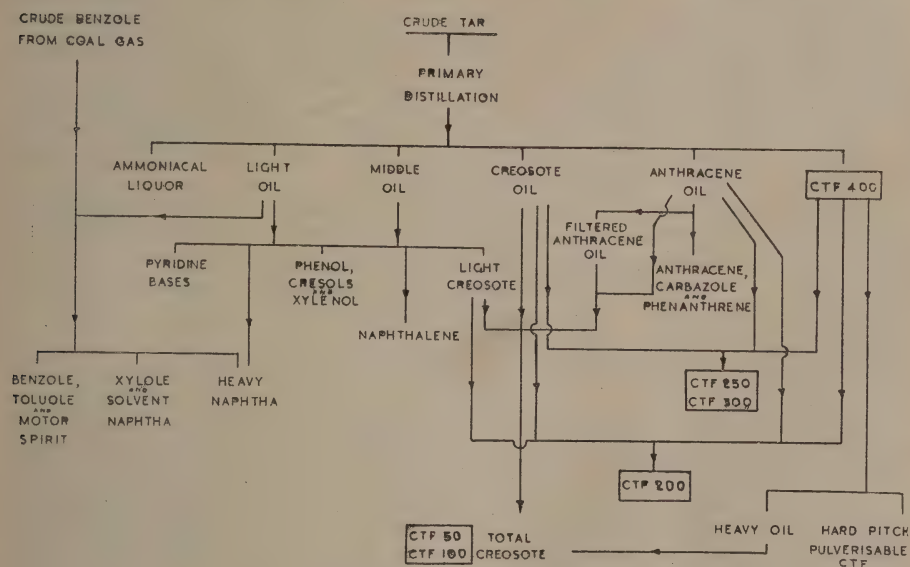 CRUDE BENZOLE
FROM COAL GAS
CRUDE TAR
PRIMARY
DISTILLATION
AMMONIACAL
LIQUOR
LIGHT
OIL
MIDDLE
OIL
CREOSOTE
OIL
ANTHRACENE
OIL
CTF 400
FILTERED
ANTHRACENE
OIL
PYRIDINE
BASES
PHENOL,
CRESOLS
AND
XYLENOL
LIGHT
CREOSOTE
ANTHRACENE,
CARBAZOLE
AND
PHENANTHRENE
NAPHTHALENE
BENZOLE,
TOLUOLE
AND
MOTOR
SPIRIT
XYLOLE
AND
SOLVENT
NAPHTHA
HEAVY
NAPHTHA
CTF 250
CTF 300
CTF 200
CTF 50
CTF 100
TOTAL
CREOSOTE
HEAVY OIL
HARD PITCH
PULVERISABLE
CTF